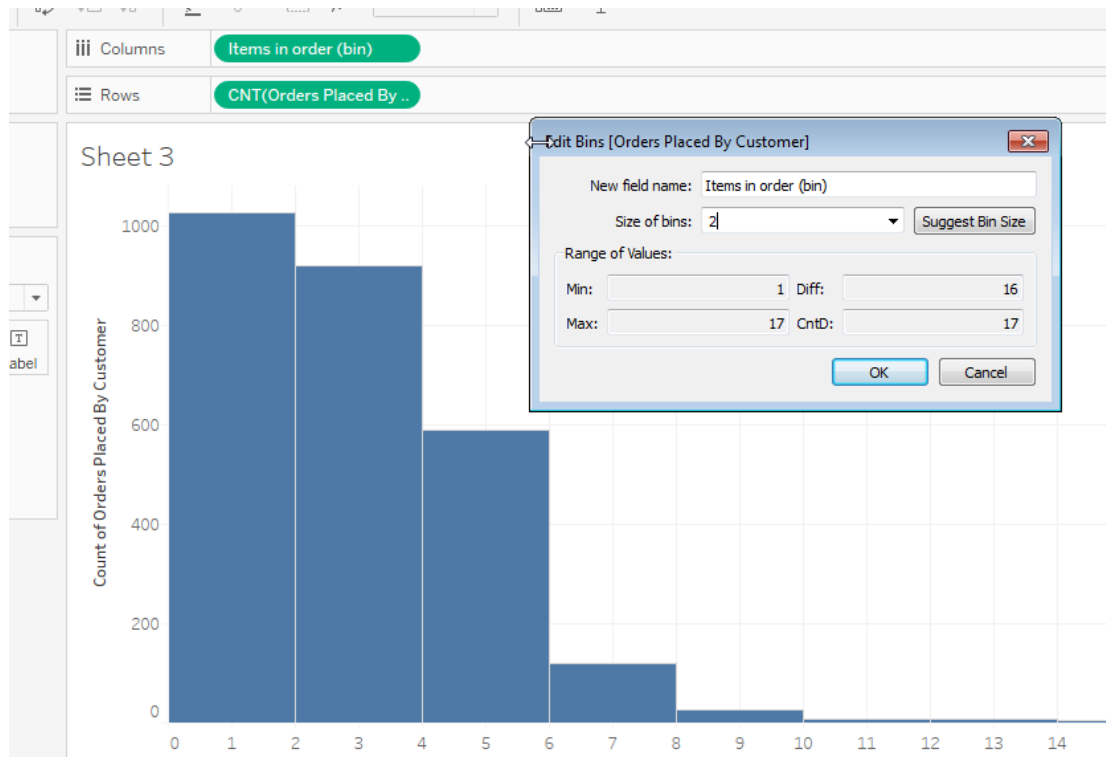 Columns
Items in order (bin)
Rows
CNT(Orders Placed By ..
Sheet 3
Edit Bins [Orders Placed By Customer]
New field name: Items in order (bin)
Size of bins: 2 Suggest Bin Size
Range of Values:
Min: 1 Diff: 16
Max: 17 CntD: 17
OK Cancel
T
abel
Count of Orders Placed By Customer
1000
800
600
400
200
0
0 1 2 3 4 5 6 7 8 9 10 11 12 13 14